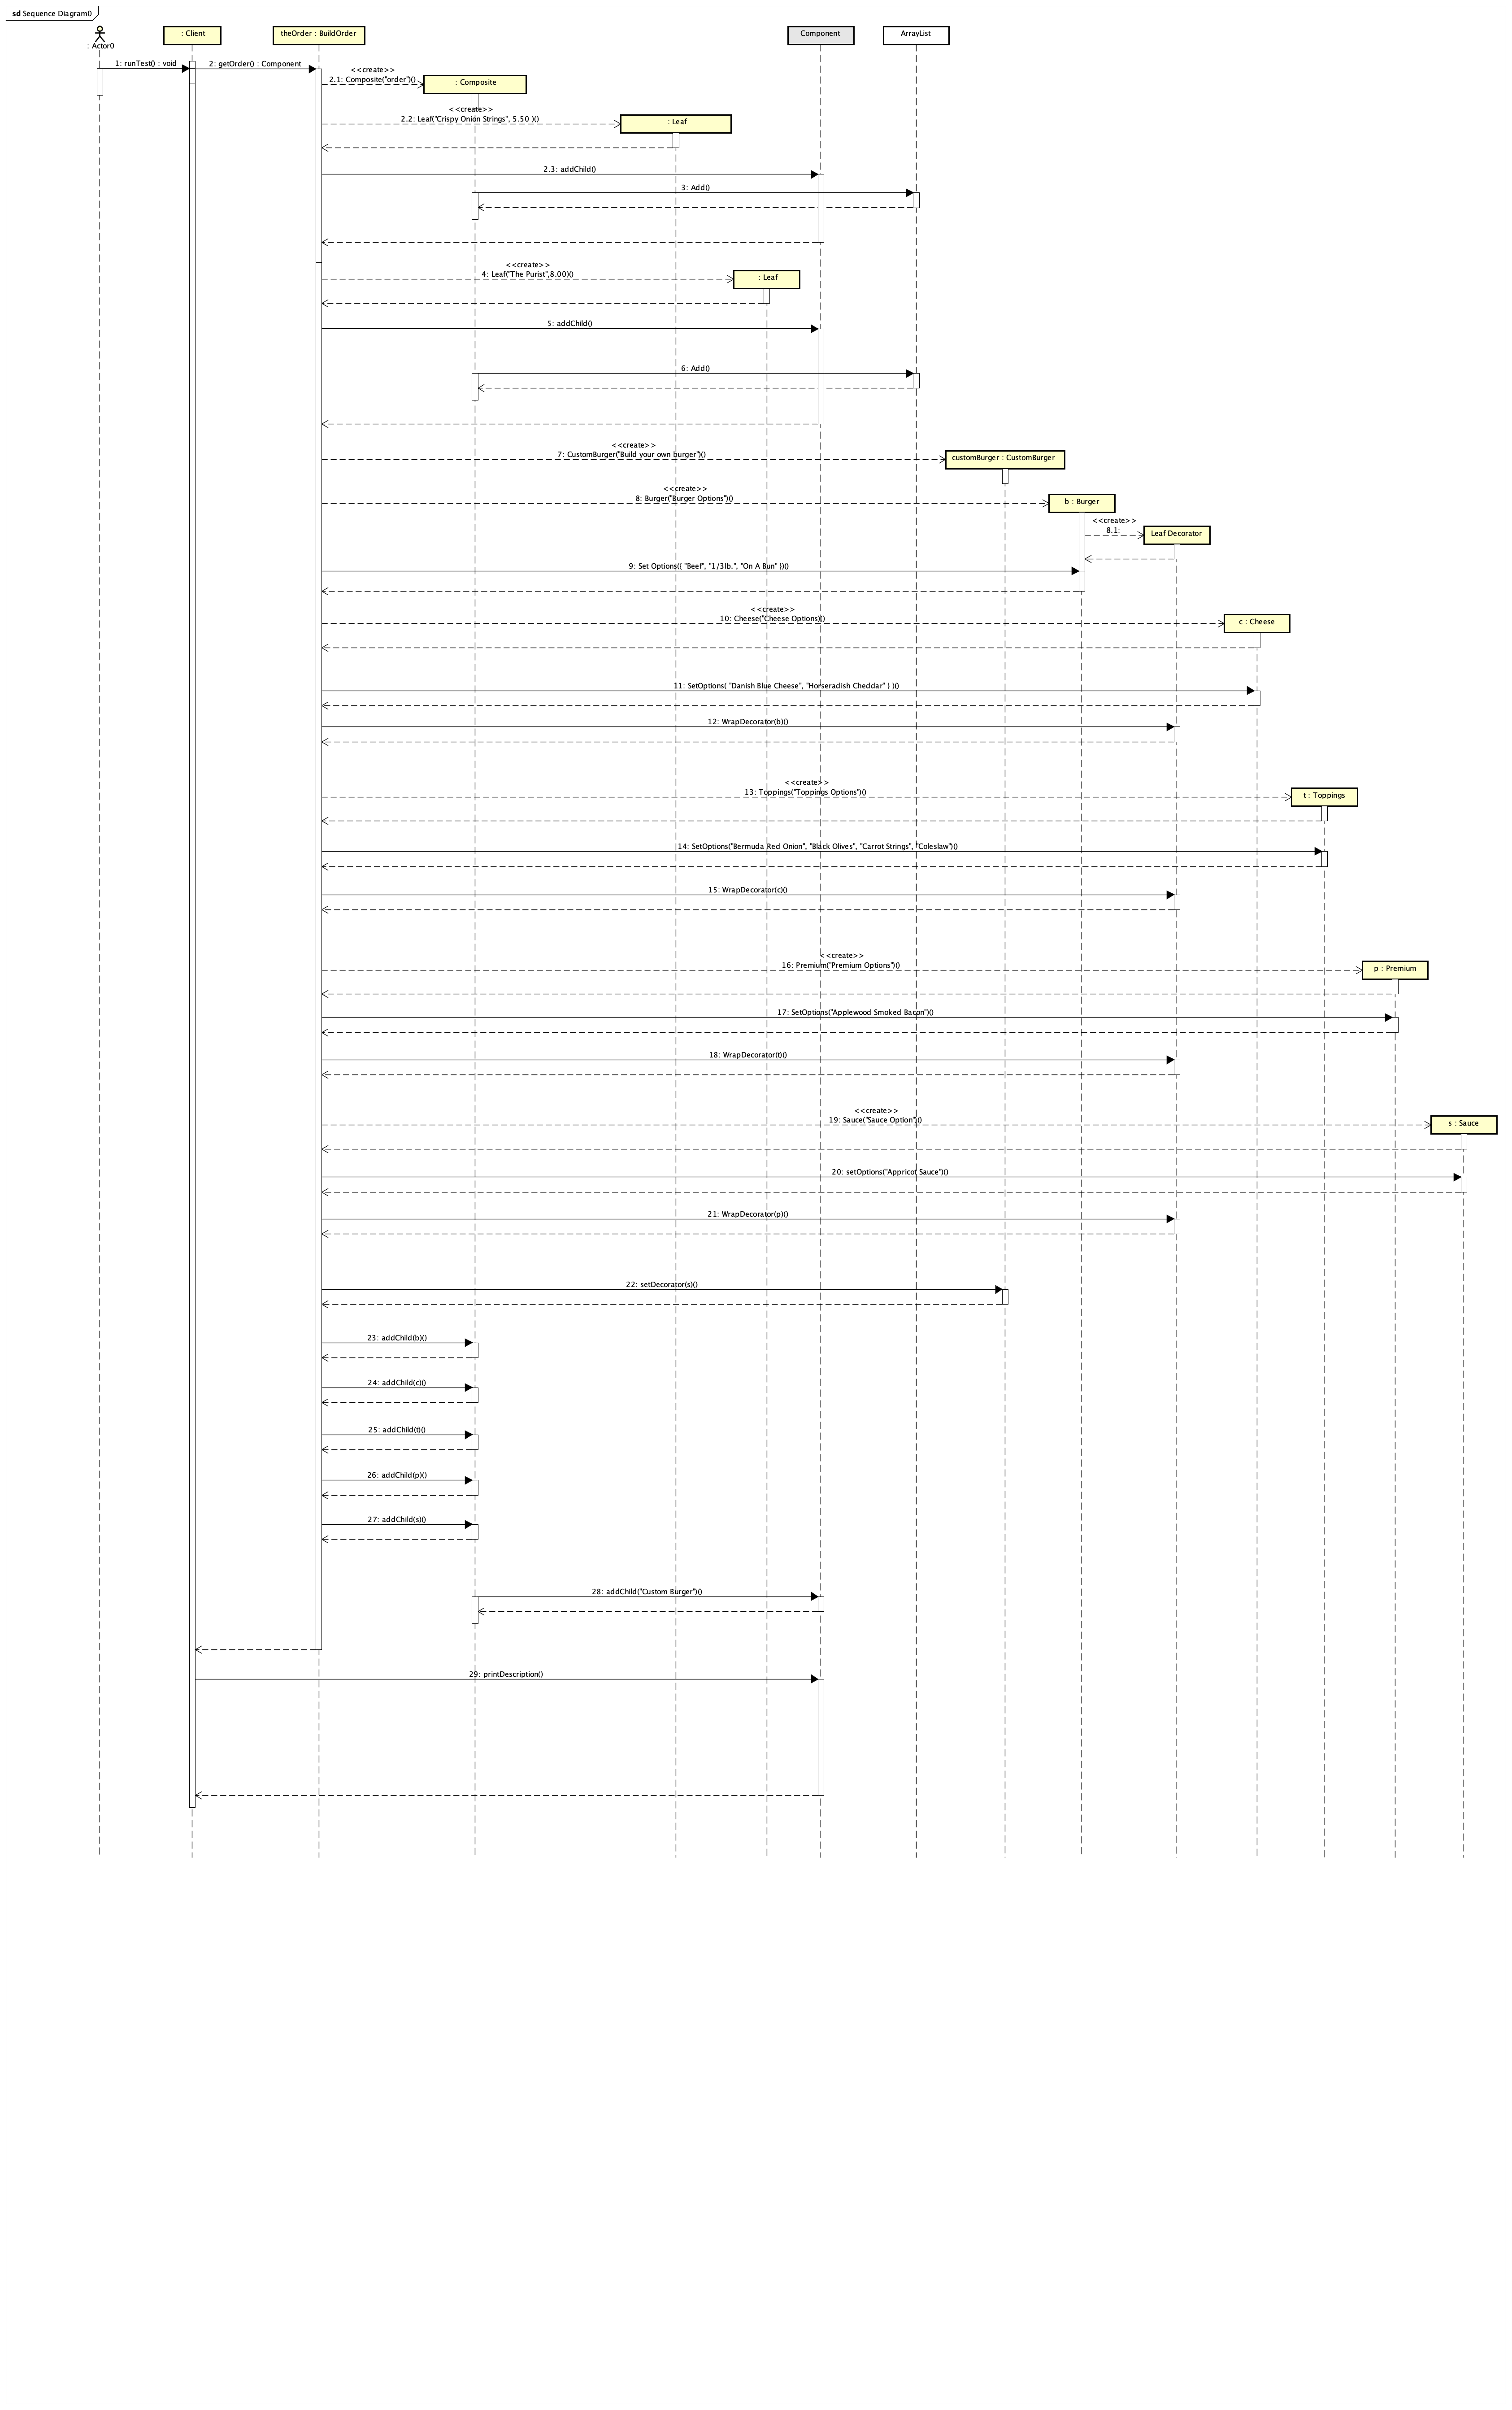 sd Sequence Diagram0
: Actor0
: Client
theOrder : BuildOrder
Component
ArrayList
1: runTest() : void
2: getOrder() : Component
<<create>>
2.1: Composite("order")()
: Composite
<<create>>
2.2: Leaf("Crispy Onion Strings", 5.50 )()
: Leaf
2.3: addChild()
3: Add()
<<create>>
4: Leaf("The Purist",8.00)()
: Leaf
5: addChild()
6: Add()
<<create>>
7: CustomBurger("Build your own burger")()
customBurger : CustomBurger
<<create>>
8: Burger("Burger Options")()
b : Burger
<<create>>
8.1:
Leaf Decorator
9: Set Options({ "Beef", "1/3lb.", "On A Bun" })()
<<create>>
10: Cheese("Cheese Options)()
c : Cheese
11: SetOptions( "Danish Blue Cheese", "Horseradish Cheddar" } )()
12: WrapDecorator(b)()
<<create>>
13: Toppings("Toppings Options")()
t : Toppings
14: SetOptions("Bermuda Red Onion", "Black Olives", "Carrot Strings", "Coleslaw")()
15: WrapDecorator(c)()
<<create>>
16: Premium("Premium Options")()
p : Premium
17: SetOptions("Applewood Smoked Bacon")()
18: WrapDecorator(t)()
<<create>>
19: Sauce("Sauce Option")()
s : Sauce
20: setOptions("Appricot Sauce")()
21: WrapDecorator(p)()
22: setDecorator(s)()
23: addChild(b)()
24: addChild(c)()
25: addChild(t)()
26: addChild(p)()
27: addChild(s)()
28: addChild("Custom Burger")()
29: printDescription()